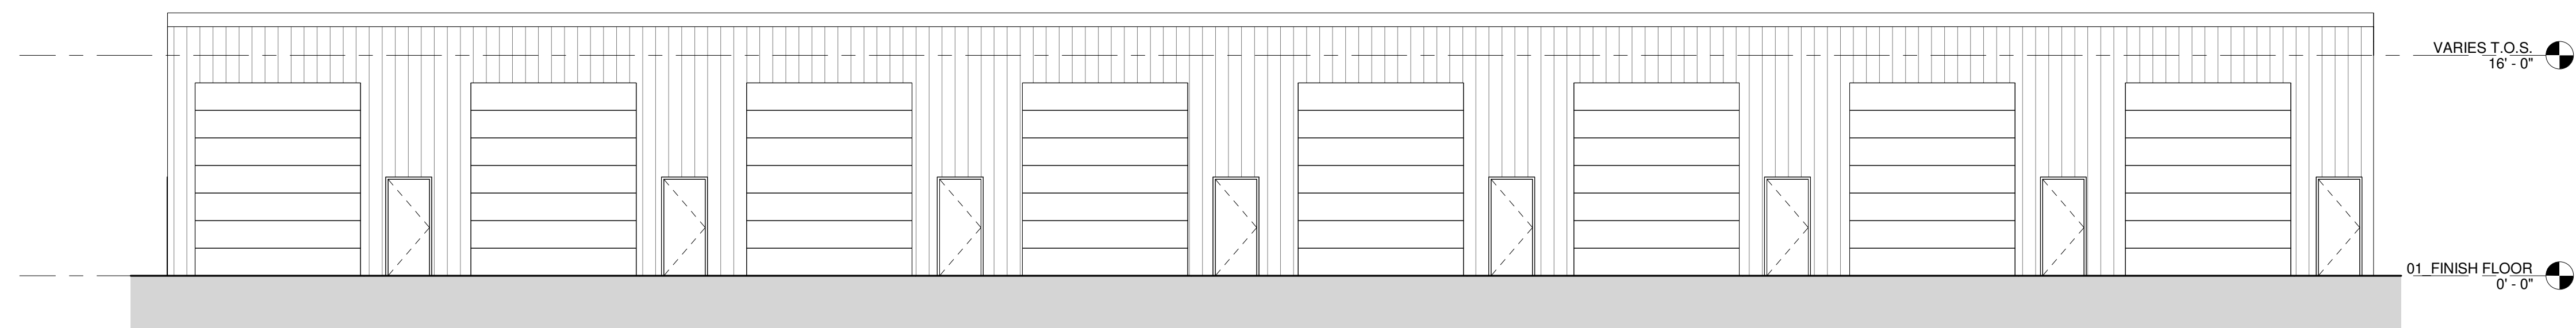 VARIES T.O.S.
16' - 0"
01_FINISH FLOOR
0' - 0"